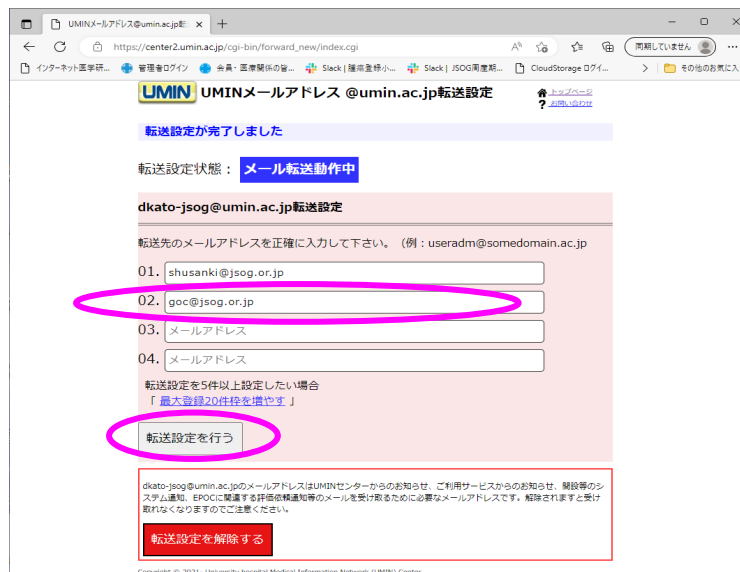 UMINメールアドレス@umin.ac.jp転
https://center2.umin.ac.jp/cgi-bin/forward_new/index.cgi
同期していません
インターネット医学研...
管理者ログイン
会員・医療関係の皆...
Slack | 腫瘍登録小...
Slack | JSOG周産期...
CloudStorage ログイ...
その他のお気に入
UMIN UMINメールアドレス @umin.ac.jp転送設定
トップページ
? お問い合わせ
転送設定が完了しました
転送設定状態： メール転送動作中
dkato-jsog@umin.ac.jp転送設定
転送先のメールアドレスを正確に入力して下さい。（例：useradm@somedomain.ac.jp
01. shusanki@jsog.or.jp
02. goc@jsog.or.jp
03. メールアドレス
04. メールアドレス
転送設定を5件以上設定したい場合
「 最大登録20件枠を増やす 」
転送設定を行う
dkato-jsog@umin.ac.jpのメールアドレスはUMINセンターからのお知らせ、ご利用サービスからのお知らせ、開設等のシ
ステム通知、EPOCに関連する評価依頼通知等のメールを受け取るために必要なメールアドレスです。解除されますと受け
取れなくなりますのでご注意ください。
転送設定を解除する
Copyright © 2021- University hospital Medical Information Network (UMIN) Center